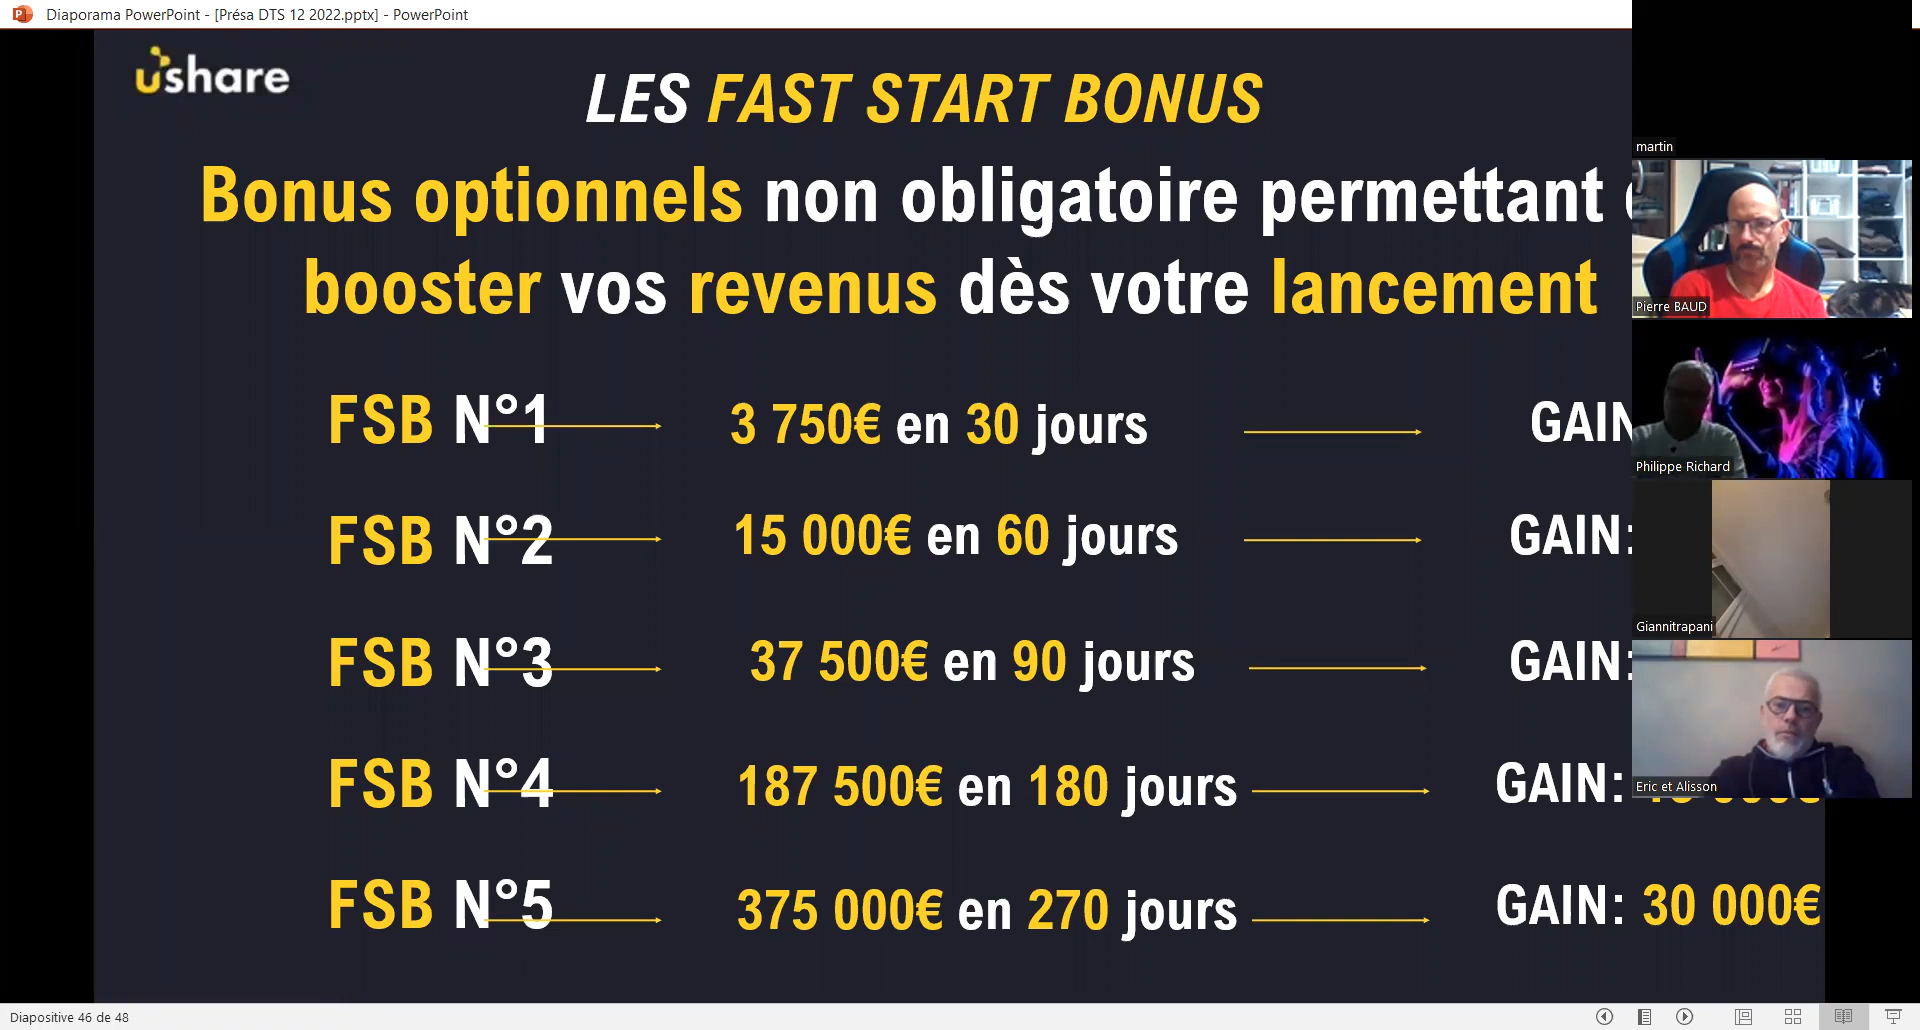 Diaporama PowerPoint - [Présa DTS 12 2022.pptx] - PowerPoint
ushare
LES FAST START BONUS
Bonus optionnels non obligatoire permettant
booster vos revenus dès votre lancement
FSB N°1 3 750€ en 30 jours GAIN
FSB N°2 15 000€ en 60 jours GAIN:
FSB N°3 37 500€ en 90 jours GAIN:
FSB N°4 187 500€ en 180 jours GAIN:
FSB N°5 375 000€ en 270 jours GAIN: 30 000€
martin
Pierre BAUD
Philippe Richard
Giannitrapani
Eric et Alisson
Diapositive 46 de 48